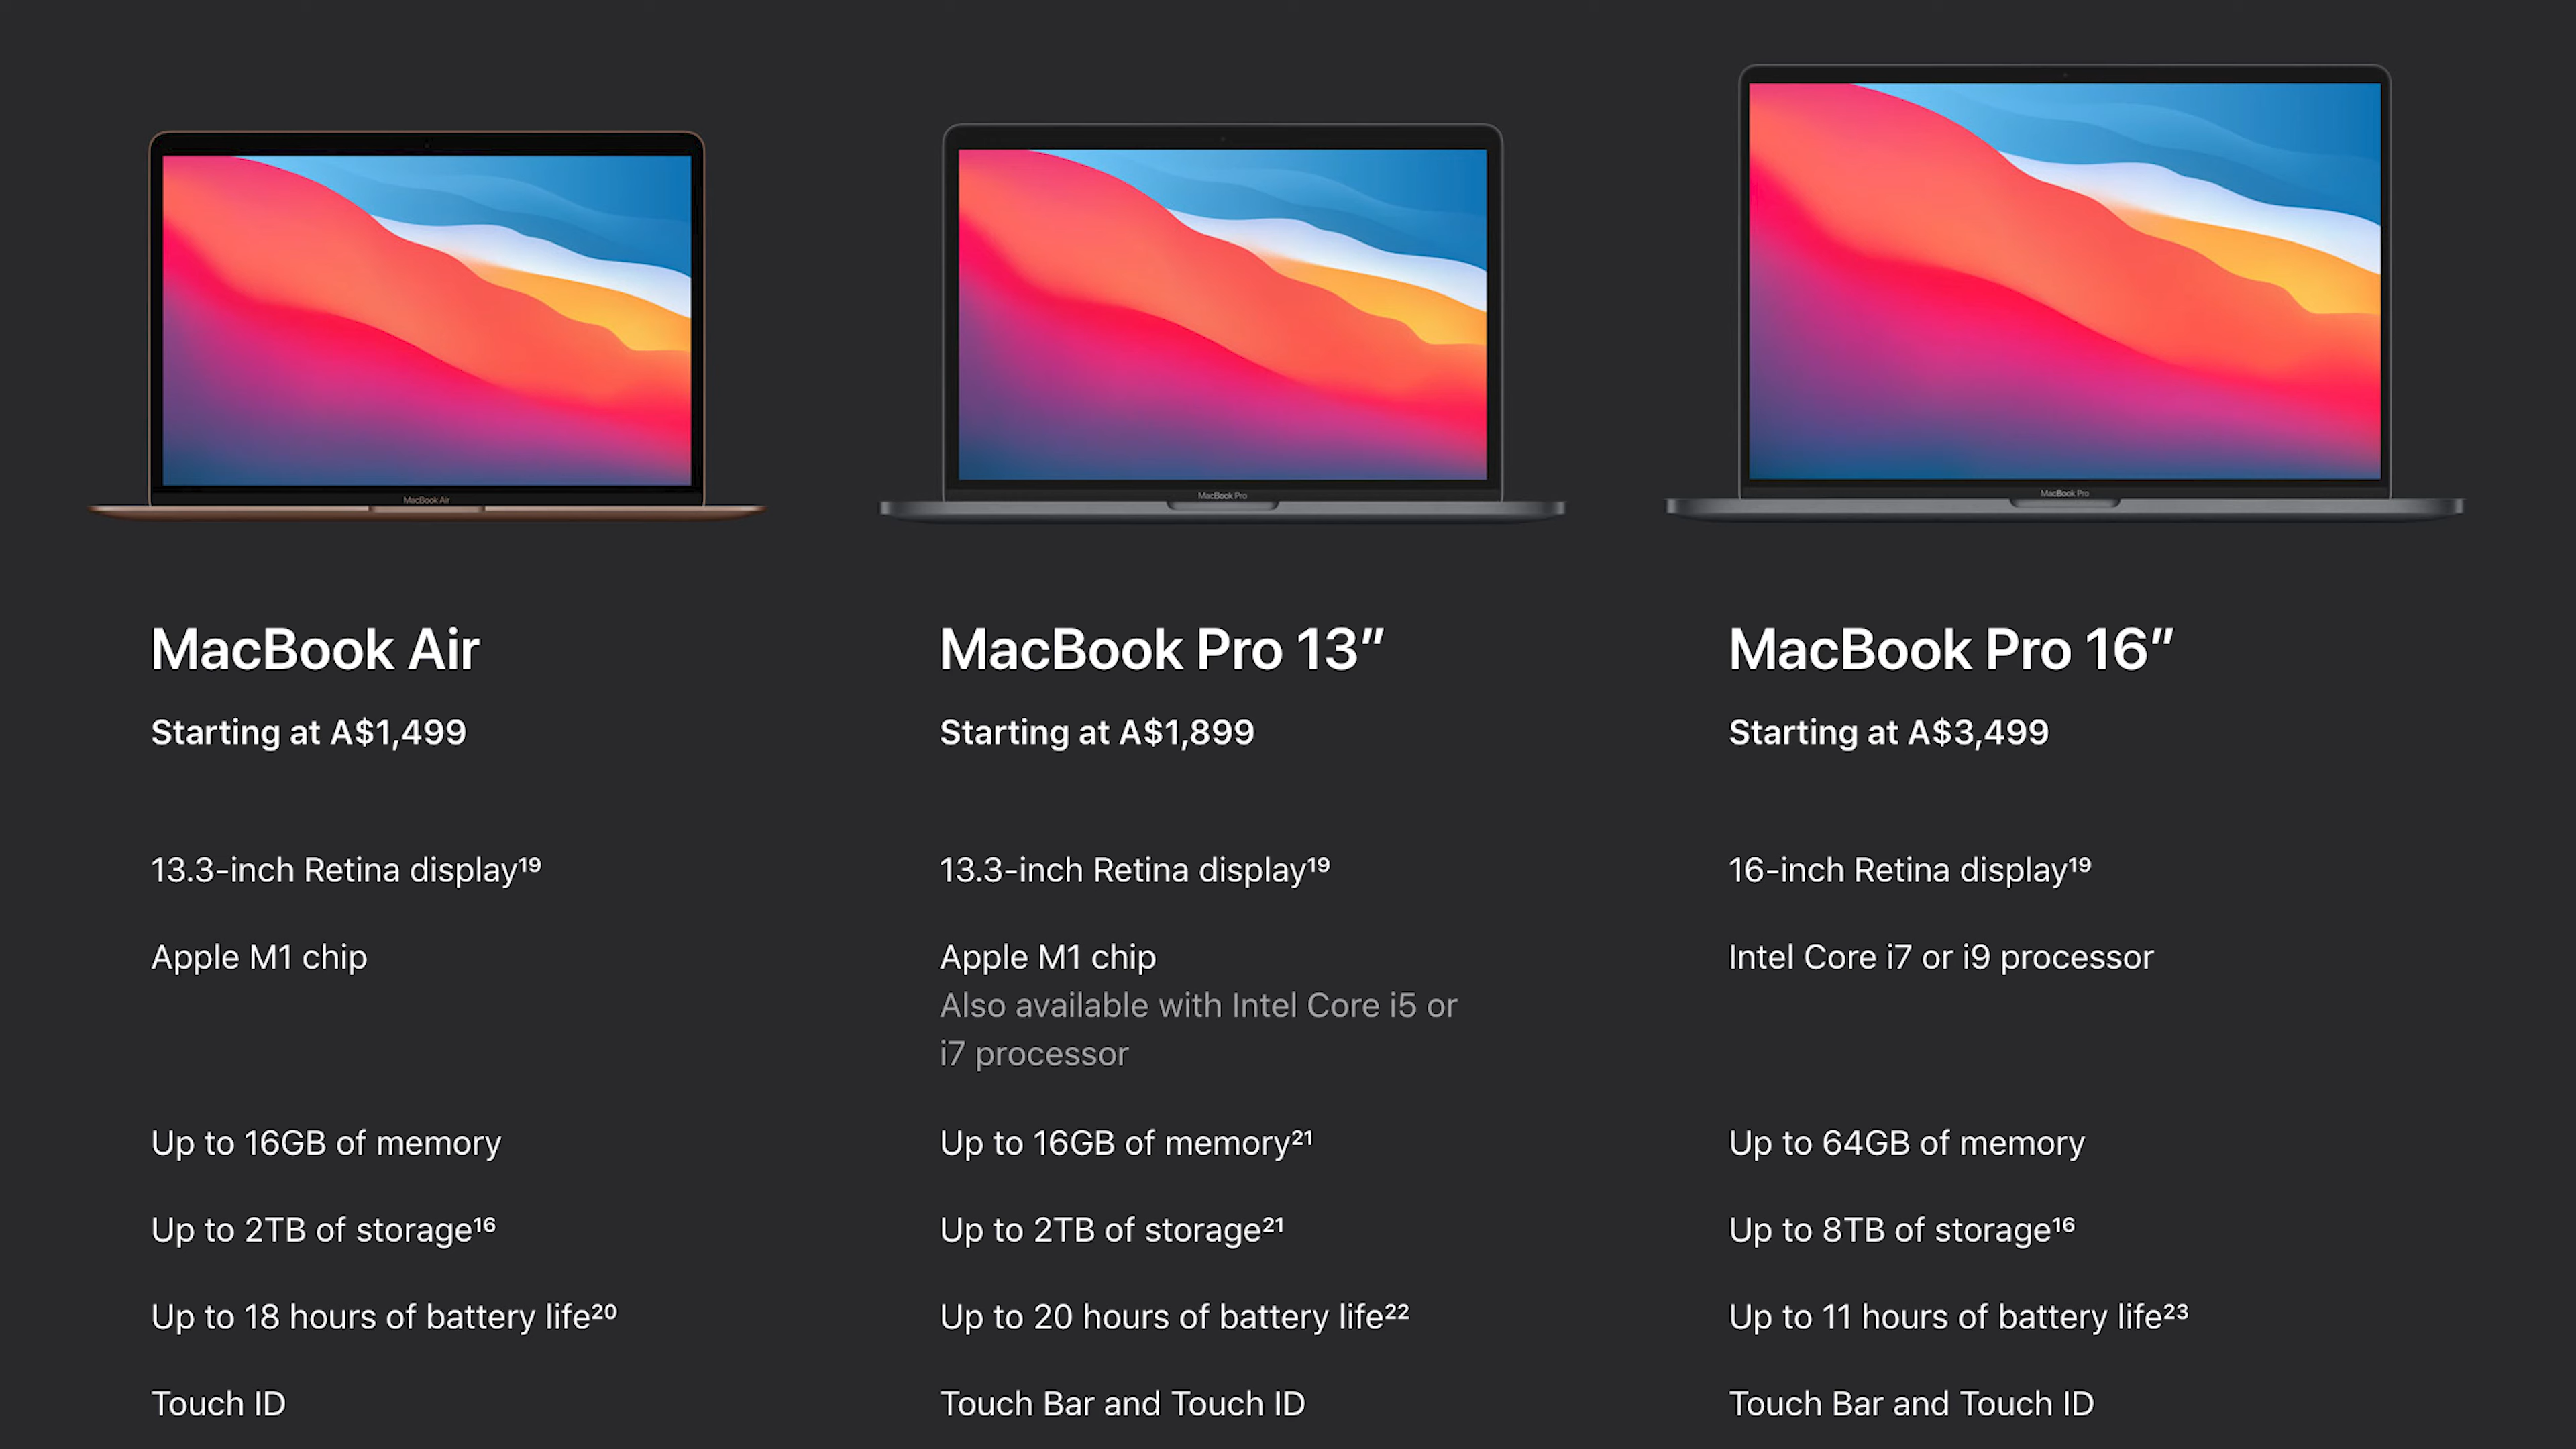 MacBook Air
MacBook Pro
MacBook Pro
MacBook Air
Starting at A$1,499
13.3-inch Retina display¹⁹
Apple M1 chip
Up to 16GB of memory
Up to 2TB of storage¹⁶
Up to 18 hours of battery life²⁰
Touch ID
MacBook Pro 13″
Starting at A$1,899
13.3-inch Retina display¹⁹
Apple M1 chip
Also available with Intel Core i5 or
i7 processor
Up to 16GB of memory²¹
Up to 2TB of storage²¹
Up to 20 hours of battery life²²
Touch Bar and Touch ID
MacBook Pro 16″
Starting at A$3,499
16-inch Retina display¹⁹
Intel Core i7 or i9 processor
Up to 64GB of memory
Up to 8TB of storage¹⁶
Up to 11 hours of battery life²³
Touch Bar and Touch ID